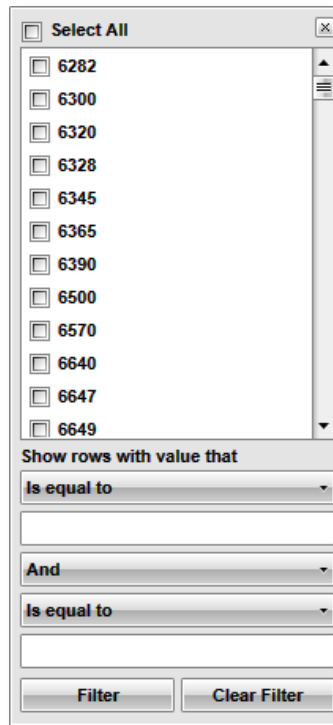 Select All
6282
6300
6320
6328
6345
6365
6390
6500
6570
6640
6647
6649
Show rows with value that
Is equal to
And
Is equal to
Filter Clear Filter